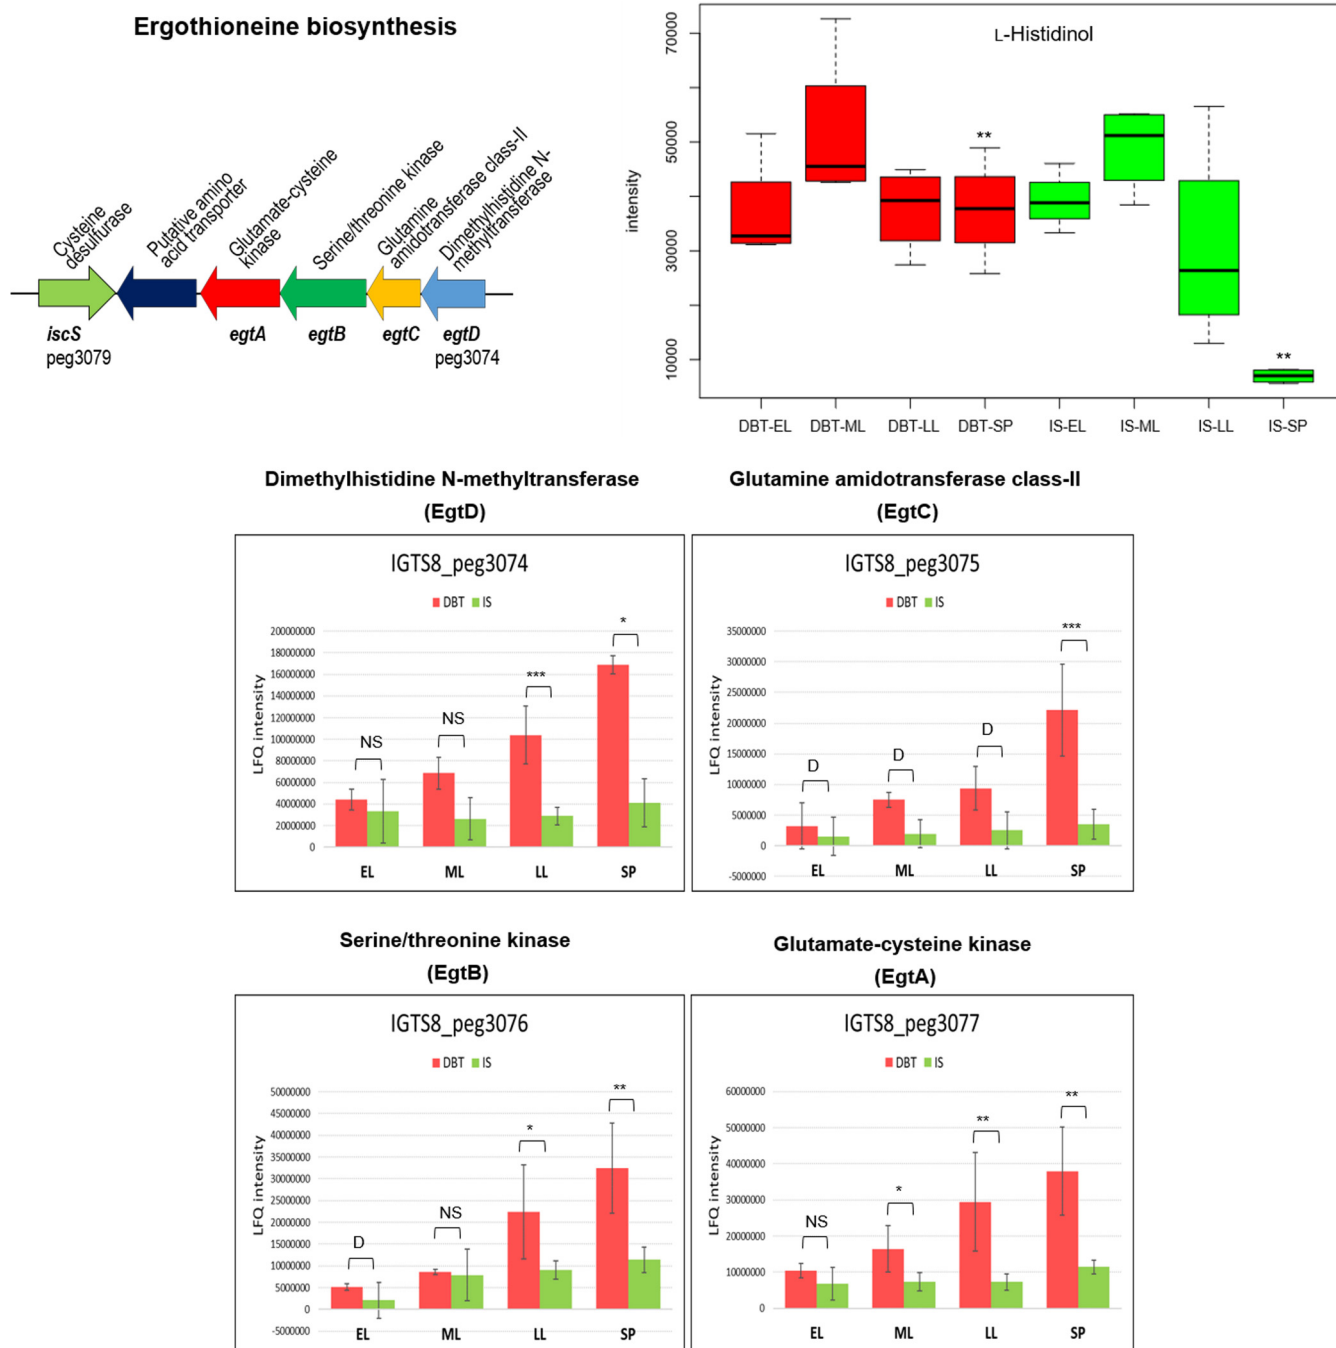 Ergothioneine biosynthesis
Cysteine
desulfurase
Putative amino
acid transporter
Glutamate-cysteine
kinase
Serine/threonine kinase
Glutamine
amidotransferase class-II
Dimethylhistidine N-
methyltransferase
iscS
egtA
egtB
egtC
egtD
peg3079
peg3074
L-Histidinol
intensity
70000
500000
30000
10000
**
**
DBT-EL
DBT-ML
DBT-LL
DBT-SP
IS-EL
IS-ML
IS-LL
IS-SP
Dimethylhistidine N-methyltransferase
(EgtD)
IGTS8_peg3074
DBT IS
LFQ intensity
200000000
180000000
160000000
140000000
120000000
100000000
80000000
60000000
40000000
20000000
0
NS
NS
***
*
EL
ML
LL
SP
Glutamine amidotransferase class-II
(EgtC)
IGTS8_peg3075
DBT IS
LFQ intensity
35000000
30000000
25000000
20000000
15000000
10000000
5000000
0
-5000000
D
D
D
***
EL
ML
LL
SP
Serine/threonine kinase
(EgtB)
IGTS8_peg3076
DBT IS
LFQ intensity
50000000
45000000
40000000
35000000
30000000
25000000
20000000
15000000
10000000
5000000
0
-5000000
D
NS
*
**
EL
ML
LL
SP
Glutamate-cysteine kinase
(EgtA)
IGTS8_peg3077
DBT IS
LFQ intensity
60000000
50000000
40000000
30000000
20000000
10000000
0
NS
*
**
**
EL
ML
LL
SP